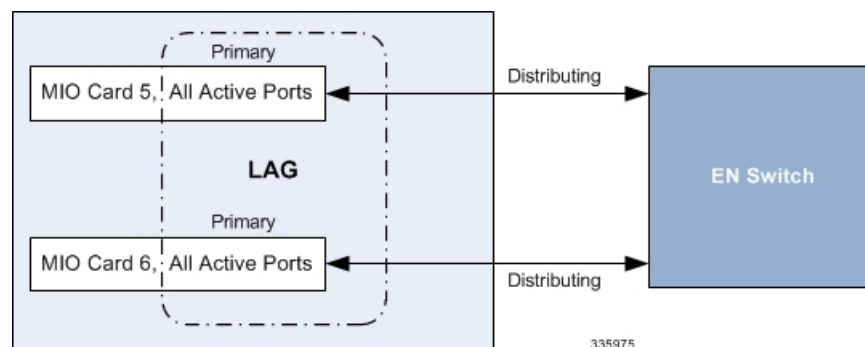 Primary
MIO Card 5, All Active Ports
Distributing
LAG
EN Switch
Primary
MIO Card 6, All Active Ports
Distributing
335975